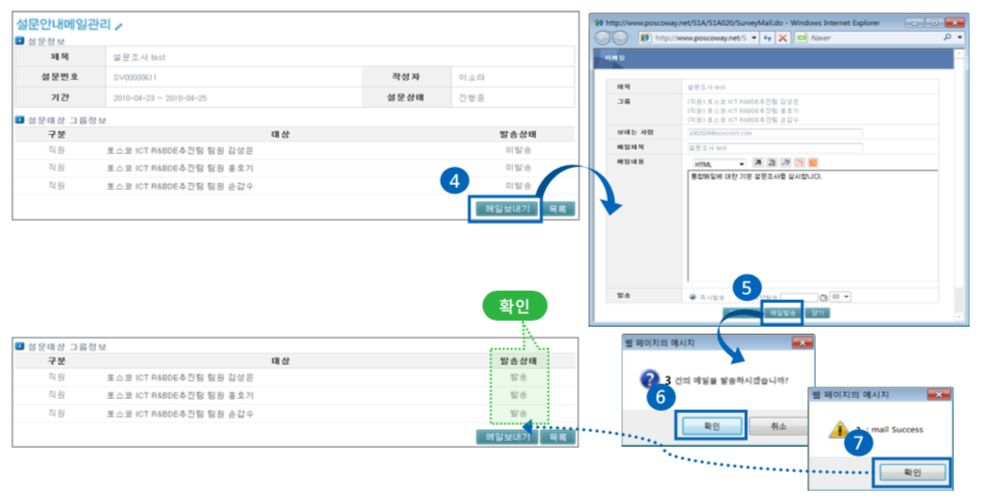 설문안내메일관리
설문정보
제목 설문조사 test
설문번호 SV00000611 작성자 이소라
기간 2010-04-23 ~ 2010-04-25 설문상태 진행중
설문대상 그룹정보
구분 대상 발송상태
직원 포스코 ICT R&BDE추진팀 팀원 김성은 미발송
직원 포스코 ICT R&BDE추진팀 팀원 홍호기 미발송
직원 포스코 ICT R&BDE추진팀 팀원 손갑수 미발송
4
메일보내기 목록
http://www.poscoway.net/S1A/S1A020/SurveyMail.do - Windows Internet Explorer
http://www.poscoway.net/S Naver
이메일
제목 설문조사 test
그룹 (직원) 포스코 ICT R&BDE추진팀 김성은
(직원) 포스코 ICT R&BDE추진팀 홍호기
(직원) 포스코 ICT R&BDE추진팀 손갑수
보내는 사람
메일제목 설문조사 test
메일내용 HTML 가 가 가
통합메일에 대한 기본 설문조사를 실시합니다.
5
발송 즉시발송 00
메일발송 닫기
확인
설문대상 그룹정보
구분 대상 발송상태
직원 포스코 ICT R&BDE추진팀 팀원 김성은 발송
직원 포스코 ICT R&BDE추진팀 팀원 홍호기 발송
직원 포스코 ICT R&BDE추진팀 팀원 손갑수 발송
메일보내기 목록
웹 페이지의 메시지
3 건의 메일을 발송하시겠습니까?
6
확인 취소
웹 페이지의 메시지
: mail Success
7
확인